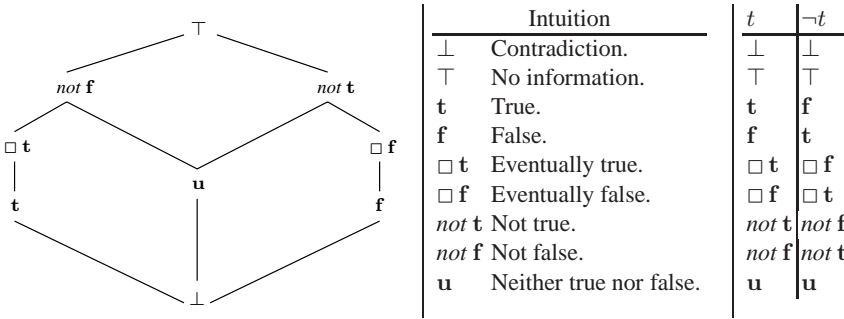 ⊤
not f not t
□ t □ f
u
t f
⊥
Intuition
⊥ Contradiction.
⊤ No information.
t True.
f False.
□ t Eventually true.
□ f Eventually false.
not t Not true.
not f Not false.
u Neither true nor false.
t ¬t
⊥ ⊥
⊤ ⊤
t f
f t
□ t □ f
□ f □ t
not t not f
not f not t
u u